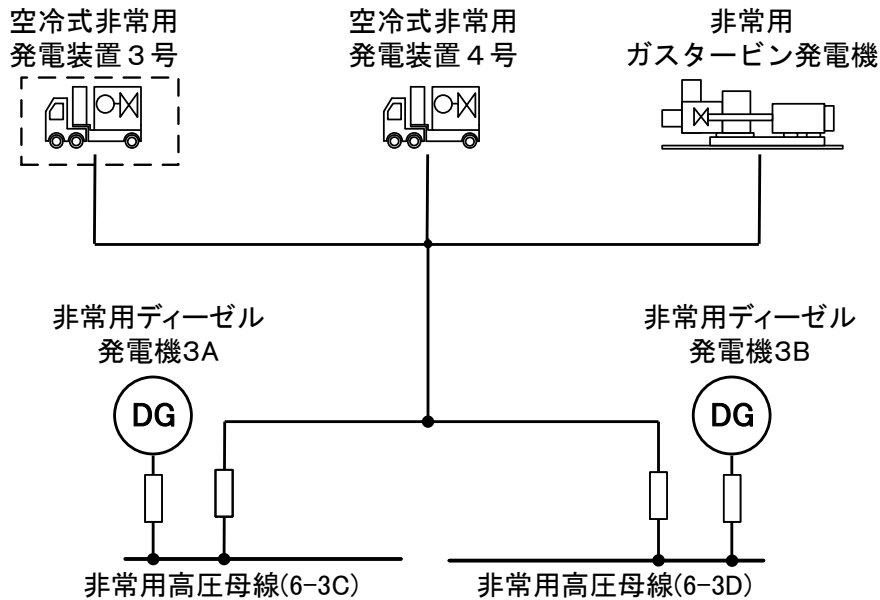 空冷式非常用
発電装置３号
空冷式非常用
発電装置４号
非常用
ガスタービン発電機
非常用ディーゼル
発電機3A
非常用ディーゼル
発電機3B
DG
DG
非常用高圧母線(6-3C)
非常用高圧母線(6-3D)